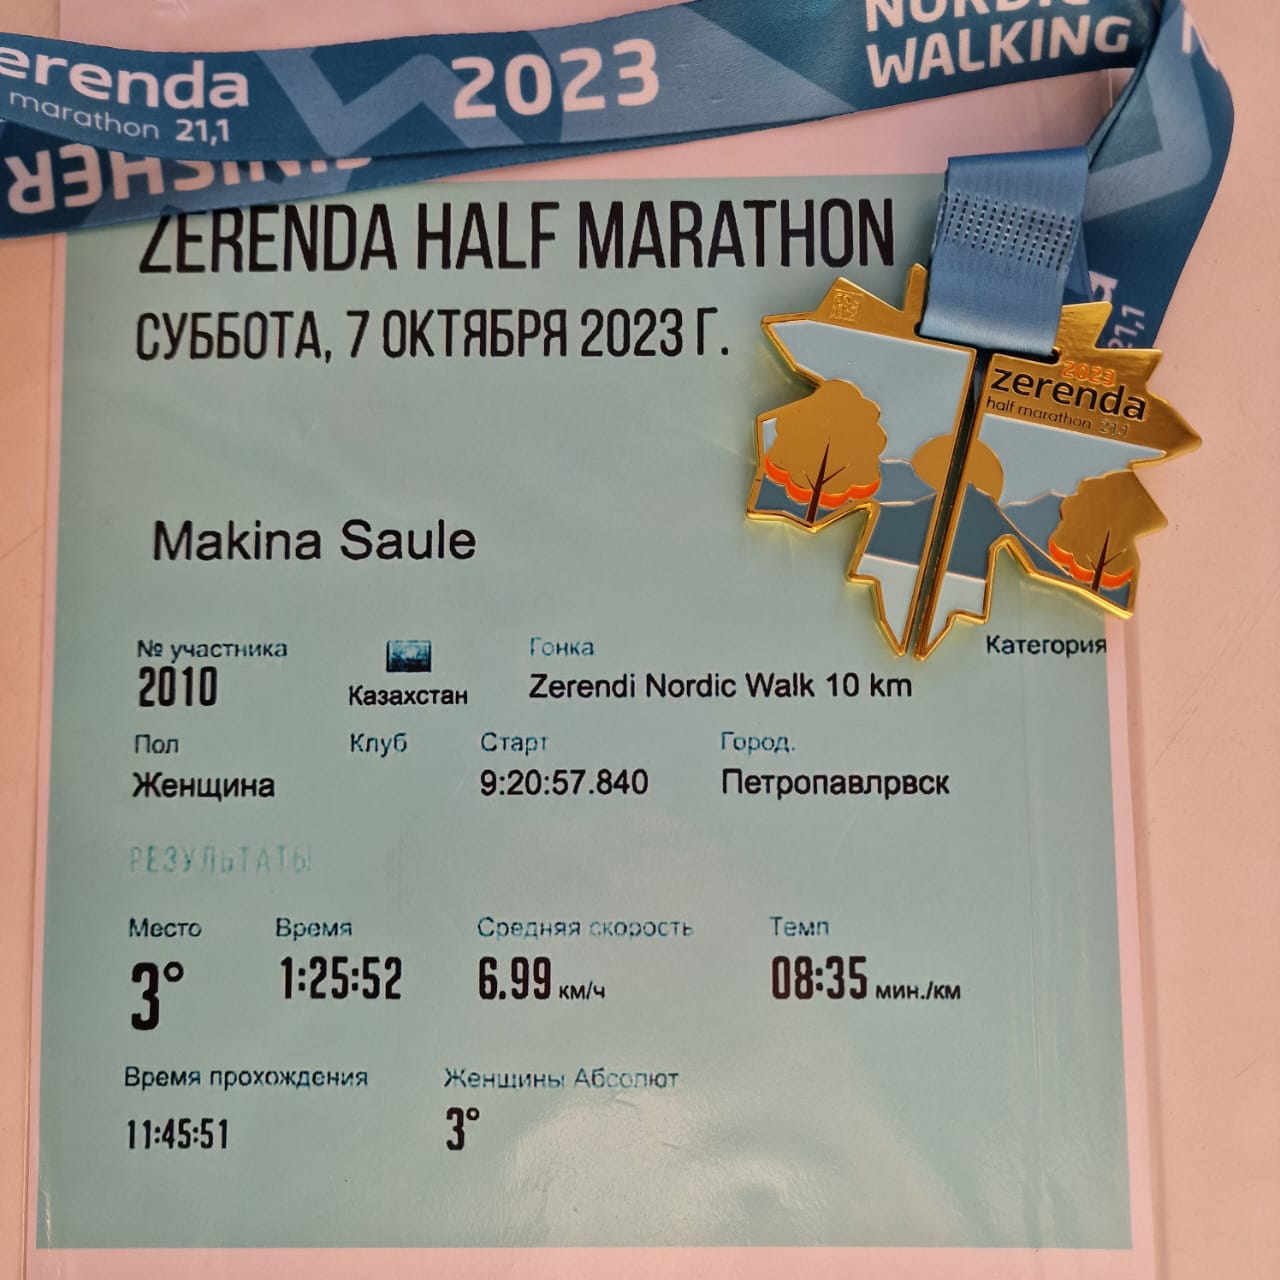 zerenda
marathon 21,1
2023
NORDIC
WALKING
FINISHER
ZERENDA HALF MARATHON
СУББОТА, 7 ОКТЯБРЯ 2023 Г.
2023
zerenda
half marathon 21,1
21,1
Makina Saule
№ участника
2010
Казахстан
Гонка
Zerendi Nordic Walk 10 km
Категория
Пол
Женщина
Клуб
Старт
9:20:57.840
Город.
Петропавлрвск
РЕЗУЛЬТАТЫ
Место
3°
Время
1:25:52
Средняя скорость
6.99 км/ч
Темп
08:35 мин./км
Время прохождения
11:45:51
Женщины Абсолют
3°